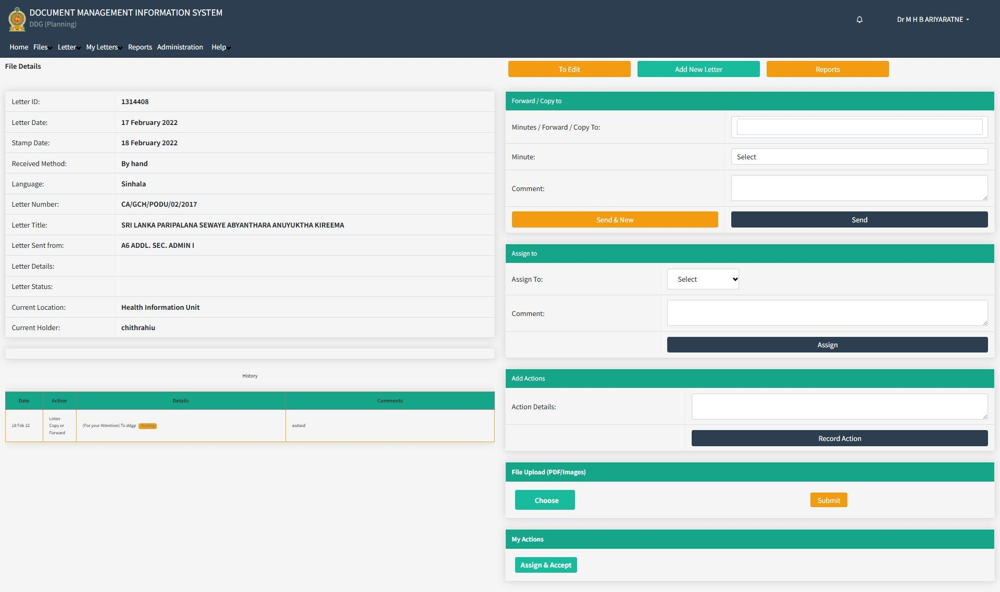 DOCUMENT MANAGEMENT INFORMATION SYSTEM
DDG (Planning)
Dr M H B ARIYARATNE
Home Files Letter My Letters Reports Administration Help
File Details
To Edit
Add New Letter
Reports
Letter ID: 1314408
Letter Date: 17 February 2022
Stamp Date: 18 February 2022
Received Method: By hand
Language: Sinhala
Letter Number: CA/GCH/PODU/02/2017
Letter Title: SRI LANKA PARIPALANA SEWAYE ABYANTHARA ANUYUKTHA KIREEMA
Letter Sent from: A6 ADDL. SEC. ADMIN I
Letter Details:
Letter Status:
Current Location: Health Information Unit
Current Holder: chithrahiu
History
Date Action Details Comments
18 Feb 22
Letter
Copy or
Forward
(For your Attention) To ddgp Pending
asdasd
Forward / Copy to
Minutes / Forward / Copy To:
Minute: Select
Comment:
Send & New
Send
Assign to
Assign To: Select
Comment:
Assign
Add Actions
Action Details:
Record Action
File Upload (PDF/Images)
Choose
Submit
My Actions
Assign & Accept